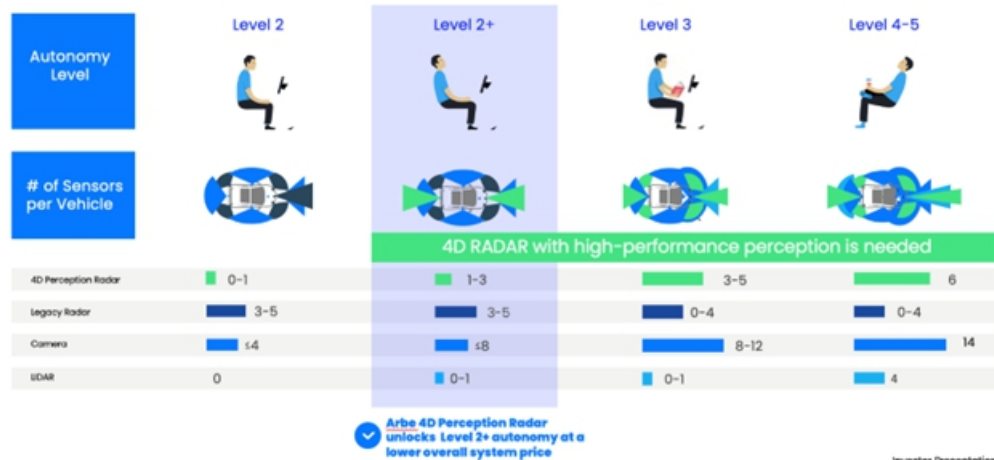 Level 2
Level 2+
Level 3
Level 4-5
Autonomy
Level
# of Sensors
per Vehicle
4D RADAR with high-performance perception is needed
4D Perception Radar
0-1
1-3
3-5
6
Legacy Radar
3-5
3-5
0-4
0-4
Camera
≤4
≤8
8-12
14
LiDAR
0
0-1
0-1
4
Arbe 4D Perception Radar
unlocks Level 2+ autonomy at a
lower overall system price
Investor Presentation